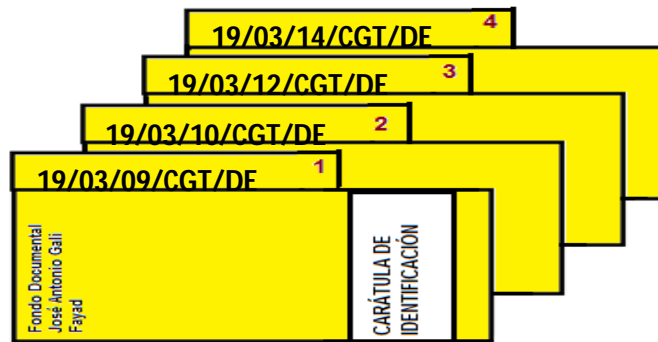 19/03/14/CGT/DE 4
19/03/12/CGT/DE 3
19/03/10/CGT/DE 2
19/03/09/CGT/DE 1
Fondo Documental
José Antonio Gali
Fayad
CARÁTULA DE
IDENTIFICACIÓN